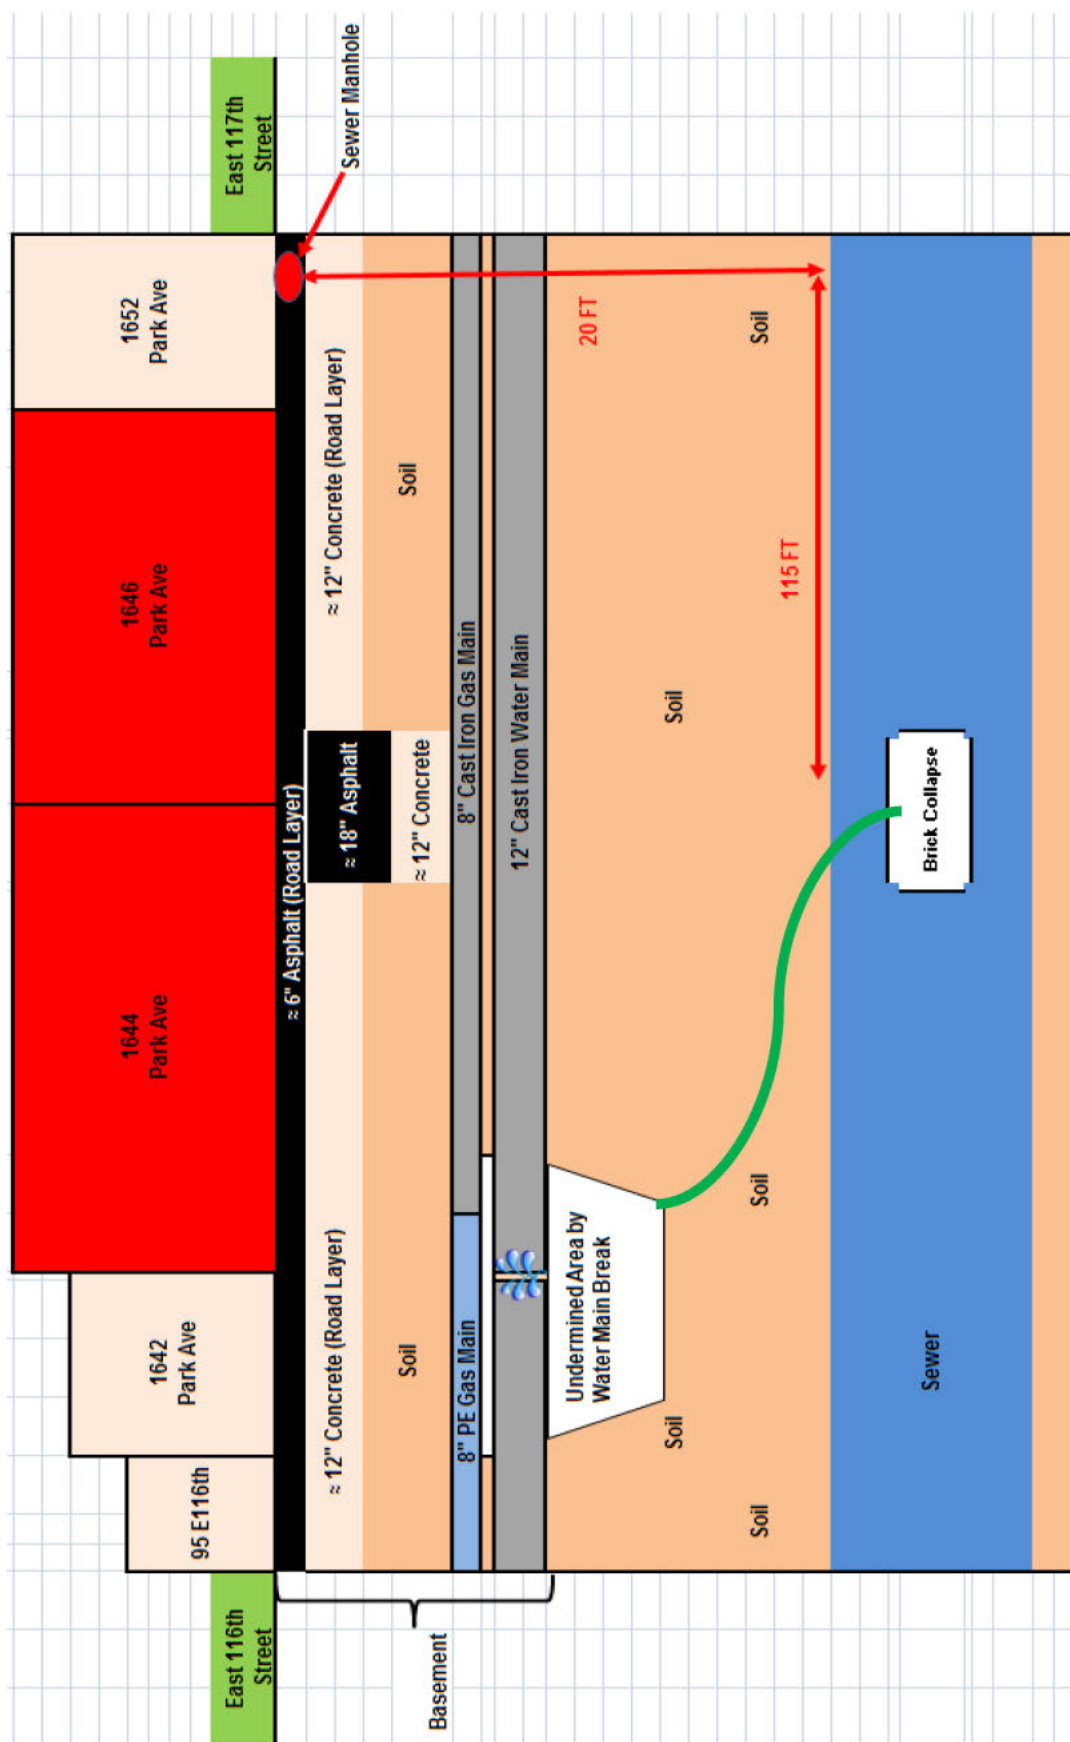 East 116th
Street
95 E116th
1642
Park Ave
1644
Park Ave
1646
Park Ave
1652
Park Ave
East 117th
Street
Sewer Manhole
≈ 6" Asphalt (Road Layer)
≈ 12" Concrete (Road Layer)
≈ 18" Asphalt
≈ 12" Concrete (Road Layer)
Soil
≈ 12" Concrete
Soil
Basement
8" PE Gas Main
8" Cast Iron Gas Main
12" Cast Iron Water Main
Undermined Area by
Water Main Break
20 FT
Soil
Soil
Soil
Soil
115 FT
Soil
Sewer
Brick Collapse